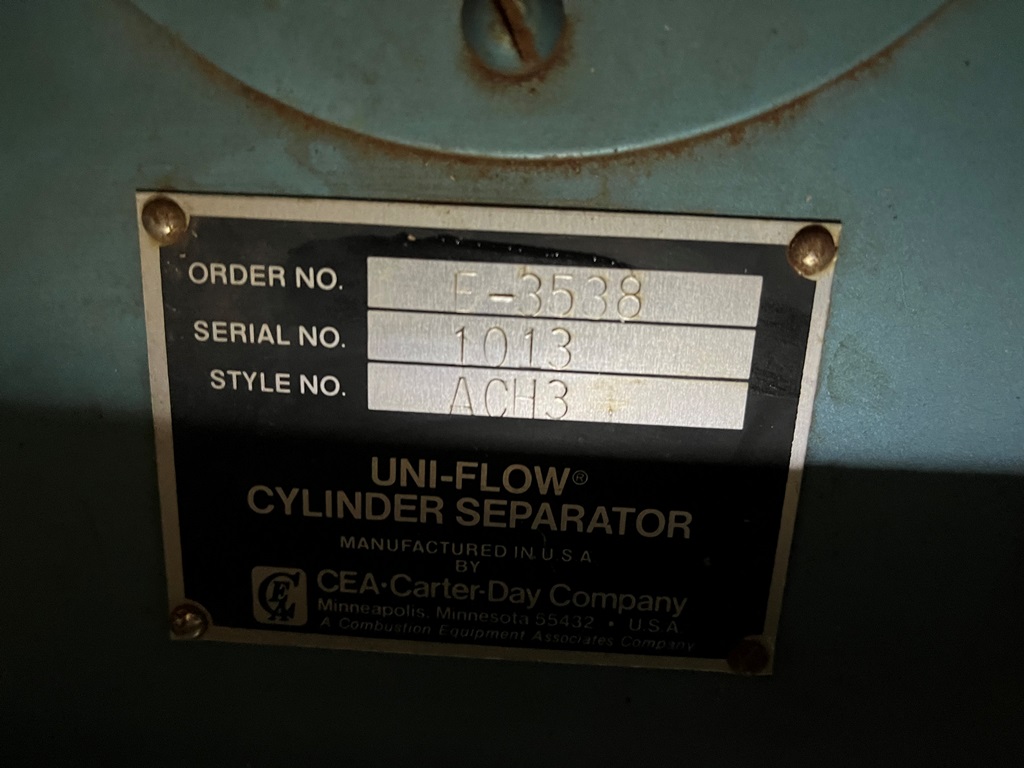 ORDER NO. E-3538
SERIAL NO. 1013
STYLE NO. ACH3
UNI-FLOW®
CYLINDER SEPARATOR
MANUFACTURED IN U S A
BY
CEA CEA·Carter-Day Company
Minneapolis, Minnesota 55432 • U.S.A.
A Combustion Equipment Associates Company